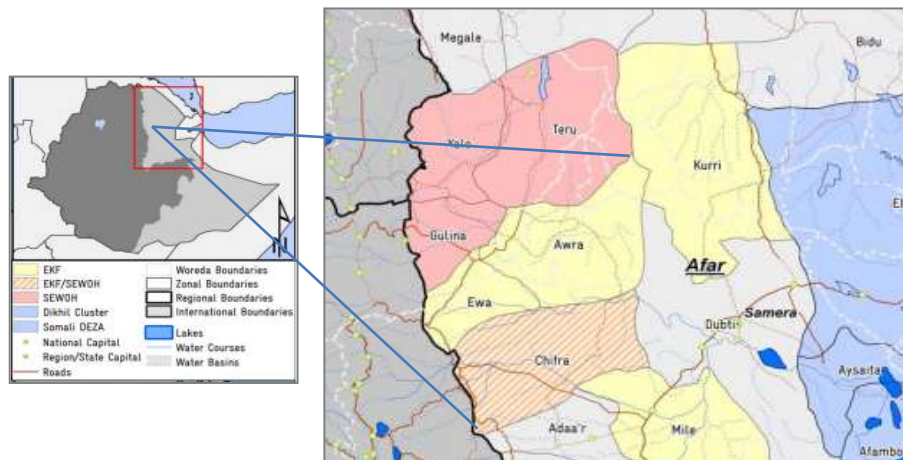 EKF
EKF/SEWOH
SEWOH
Dikhil Cluster
Somali OEZA
National Capital
Region/State Capital
Roads
Woreda Boundaries
Zonal Boundaries
Regional Boundaries
International Boundaries
Lakes
Water Courses
Water Basins
Megale
Bidu
Teru
Kurri
Gulina
Awra
Afar
Ewa
Samera
Dubti
Chifra
Aysaita
Adaa'r
Mile
Afambo